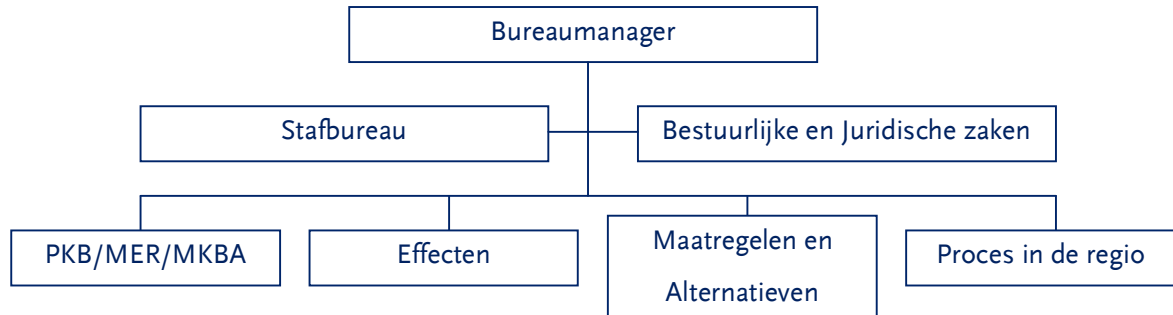 Bureaumanager
Stafbureau
Bestuurlijke en Juridische zaken
PKB/MER/MKBA
Effecten
Maatregelen en
Alternatieven
Proces in de regio